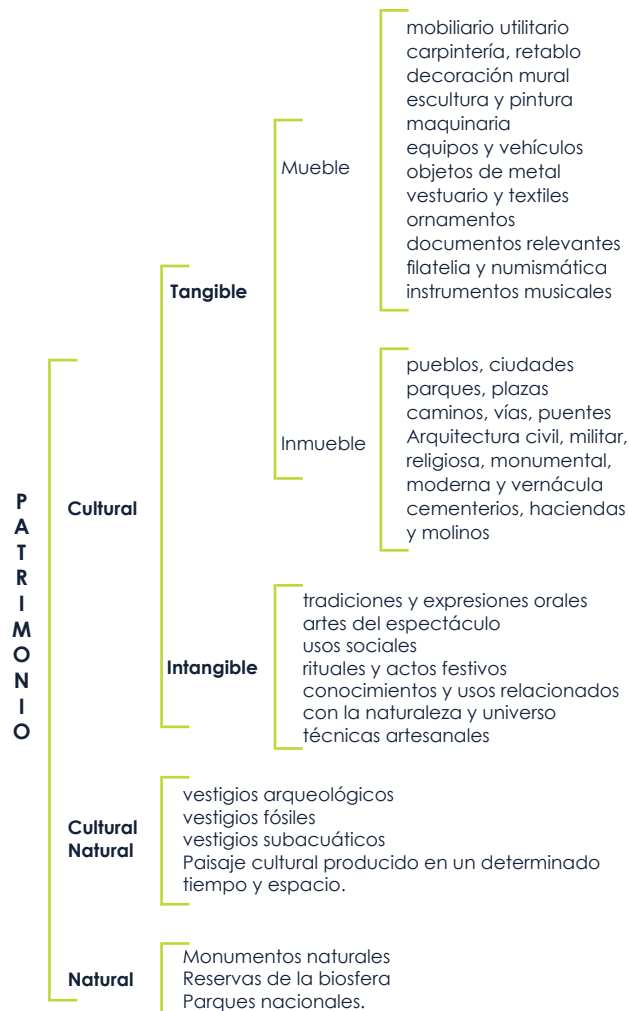 PATRIMONIO
Cultural
Tangible
Mueble
mobiliario utilitario
carpintería, retablo
decoración mural
escultura y pintura
maquinaria
equipos y vehículos
objetos de metal
vestuario y textiles
ornamentos
documentos relevantes
filatelia y numismática
instrumentos musicales
Inmueble
pueblos, ciudades
parques, plazas
caminos, vías, puentes
Arquitectura civil, militar,
religiosa, monumental,
moderna y vernácula
cementerios, haciendas
y molinos
Intangible
tradiciones y expresiones orales
artes del espectáculo
usos sociales
rituales y actos festivos
conocimientos y usos relacionados
con la naturaleza y universo
técnicas artesanales
Cultural
Natural
vestigios arqueológicos
vestigios fósiles
vestigios subacuáticos
Paisaje cultural producido en un determinado
tiempo y espacio.
Natural
Monumentos naturales
Reservas de la biosfera
Parques nacionales.